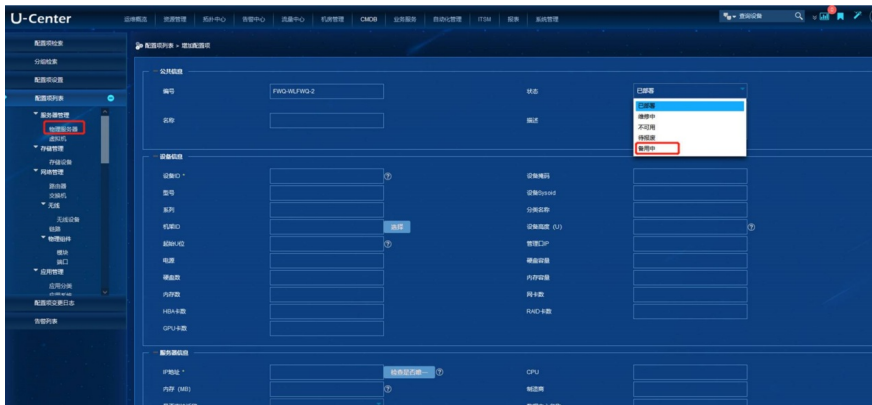 U-Center
运维概览 资源管理 拓扑中心 告警中心 流量中心 机房管理 CMDB 业务服务 自动化管理 ITSM 报表 系统管理
查询设备
配置项检索
分组检索
配置项设置
配置项列表
服务器管理
物理服务器
虚拟机
存储管理
存储设备
网络管理
路由器
交换机
无线
无线设备
链路
物理组件
模块
端口
应用管理
应用分类
配置项变更日志
告警列表
配置项列表 > 增加配置项
公共信息
编号 FWQ-WLFWQ-2 状态 已部署
已部署
维修中
不可用
待报废
备用中
名称 描述
设备信息
设备ID * 设备掩码
型号 设备SysoId
系列 分类名称
机架ID 选择 设备高度 (U)
起始U位 管理口IP
电源 硬盘容量
硬盘数 内存容量
内存数 网卡数
HBA卡数 RAID卡数
GPU卡数
服务器信息
IP地址 * 检查是否唯一 CPU
内存 (MB) 制造商